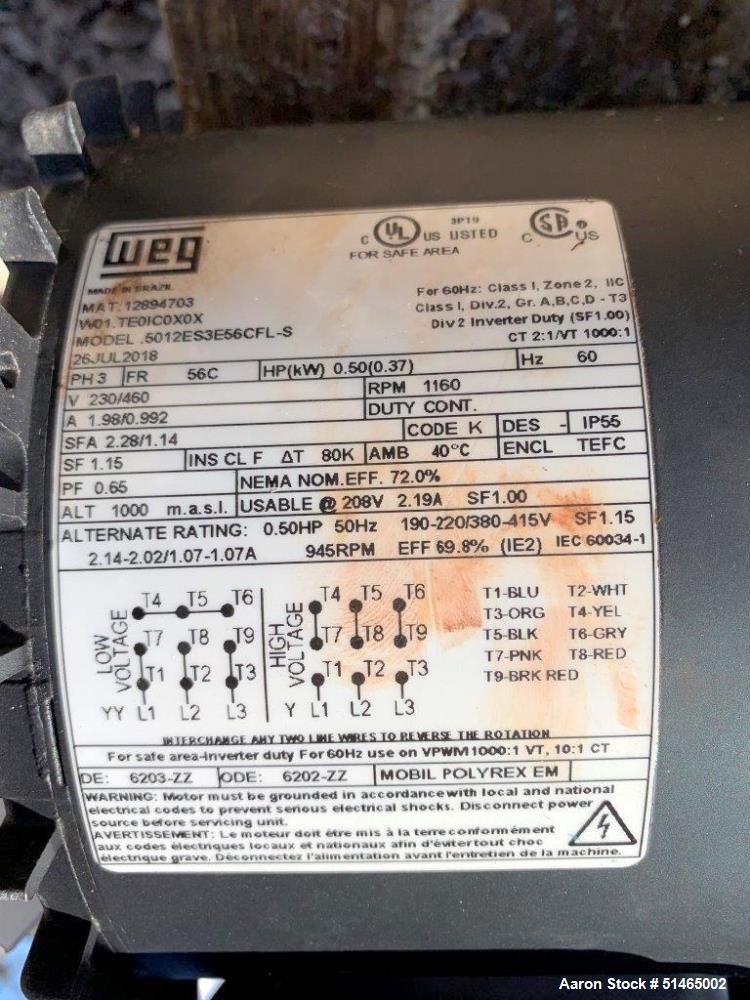 WEG
C UL US LISTED 3P19
FOR SAFE AREA
C SA ® US
MADE IN BRAZIL
MAT: 12894703
W01.TE0IC0X0X
MODEL .5012ES3E56CFL-S
26JUL2018
For 60Hz: Class I, Zone 2, IIC
Class I, Div.2, Gr. A,B,C,D - T3
Div 2 Inverter Duty (SF1.00)
CT 2:1/VT 1000:1
PH 3 FR 56C HP(kW) 0.50(0.37) Hz 60
V 230/460 RPM 1160
A 1.98/0.992 DUTY CONT.
SFA 2.28/1.14 CODE K DES - IP55
SF 1.15 INS CL F ΔT 80K AMB 40°C ENCL TEFC
PF 0.65 NEMA NOM.EFF. 72.0%
ALT 1000 m.a.s.l. USABLE @ 208V 2.19A SF1.00
ALTERNATE RATING: 0.50HP 50Hz 190-220/380-415V SF1.15
2.14-2.02/1.07-1.07A 945RPM EFF 69.8% (IE2) IEC 60034-1
LOW VOLTAGE
T4 T5 T6
T7 T8 T9
T1 T2 T3
YY L1 L2 L3
HIGH VOLTAGE
T4 T5 T6
T7 T8 T9
T1 T2 T3
Y L1 L2 L3
T1-BLU T2-WHT
T3-ORG T4-YEL
T5-BLK T6-GRY
T7-PNK T8-RED
T9-BRK RED
INTERCHANGE ANY TWO LINE WIRES TO REVERSE THE ROTATION
For safe area-inverter duty For 60Hz use on VPWM 1000:1 VT, 10:1 CT
DE: 6203-ZZ ODE: 6202-ZZ MOBIL POLYREX EM
WARNING: Motor must be grounded in accordance with local and national
electrical codes to prevent serious electrical shocks. Disconnect power
source before servicing unit.
AVERTISSEMENT: Le moteur doit être mis à la terre conformément
aux codes électriques locaux et nationaux afin d'éviter tout choc
électrique grave. Déconnectez l'alimentation avant l'entretien de la machine.
Aaron Stock # 51465002